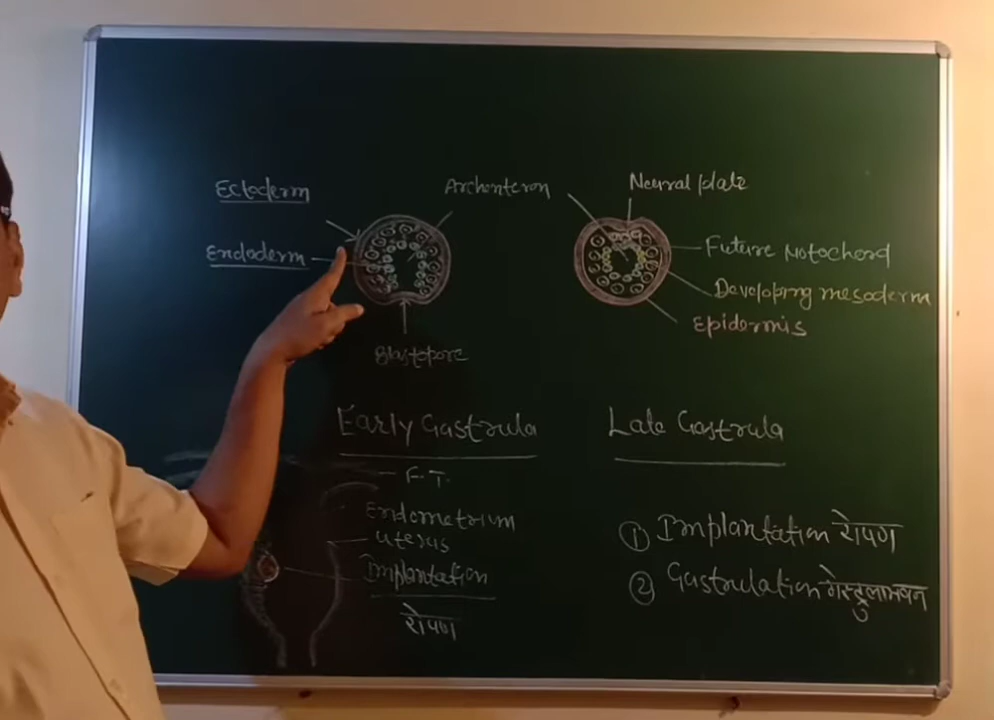 Ectoderm
Endoderm
Archenteron
Blastopore
Early Gastrula
Neural plate
Future Notochord
Developing mesoderm
Epidermis
Late Gastrula
F.T.
Endometrium
Uterus
Implantation
रोपण
① Implantation रोपण
② Gastrulation गेस्ट्रुलाभवन